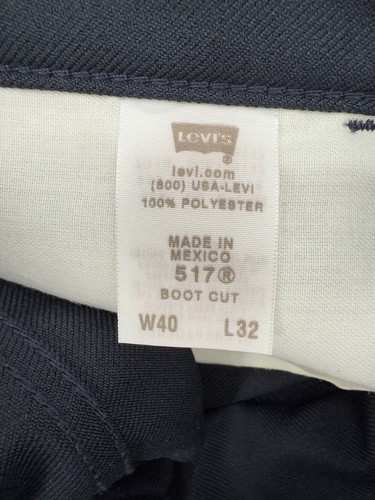 Levi's
®
levi.com
(800) USA-LEVI
100% POLYESTER
MADE IN
MEXICO
517®
BOOT CUT
W40 L32